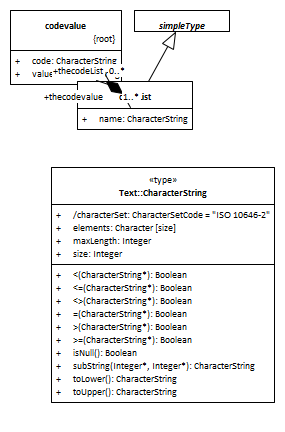 codevalue
{root}
+ code: CharacterString
+ value
+thecodeList 0..*
simpleType
+thecodevalue 1..* list
+ name: CharacterString
«type»
Text::CharacterString
+ /characterSet: CharacterSetCode = "ISO 10646-2"
+ elements: Character [size]
+ maxLength: Integer
+ size: Integer
+ <(CharacterString*): Boolean
+ <=(CharacterString*): Boolean
+ <>(CharacterString*): Boolean
+ =(CharacterString*): Boolean
+ >(CharacterString*): Boolean
+ >=(CharacterString*): Boolean
+ isNull(): Boolean
+ subString(Integer*, Integer*): CharacterString
+ toLower(): CharacterString
+ toUpper(): CharacterString